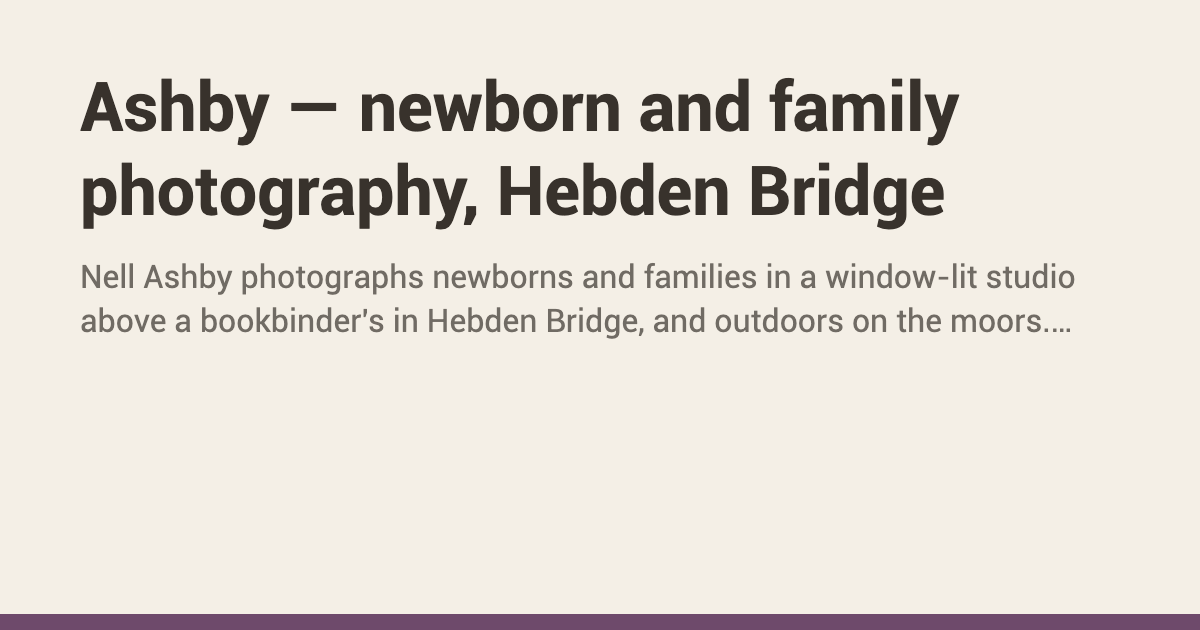 Ashby — newborn and family
photography, Hebden Bridge
Nell Ashby photographs newborns and families in a window-lit studio
above a bookbinder's in Hebden Bridge, and outdoors on the moors.…